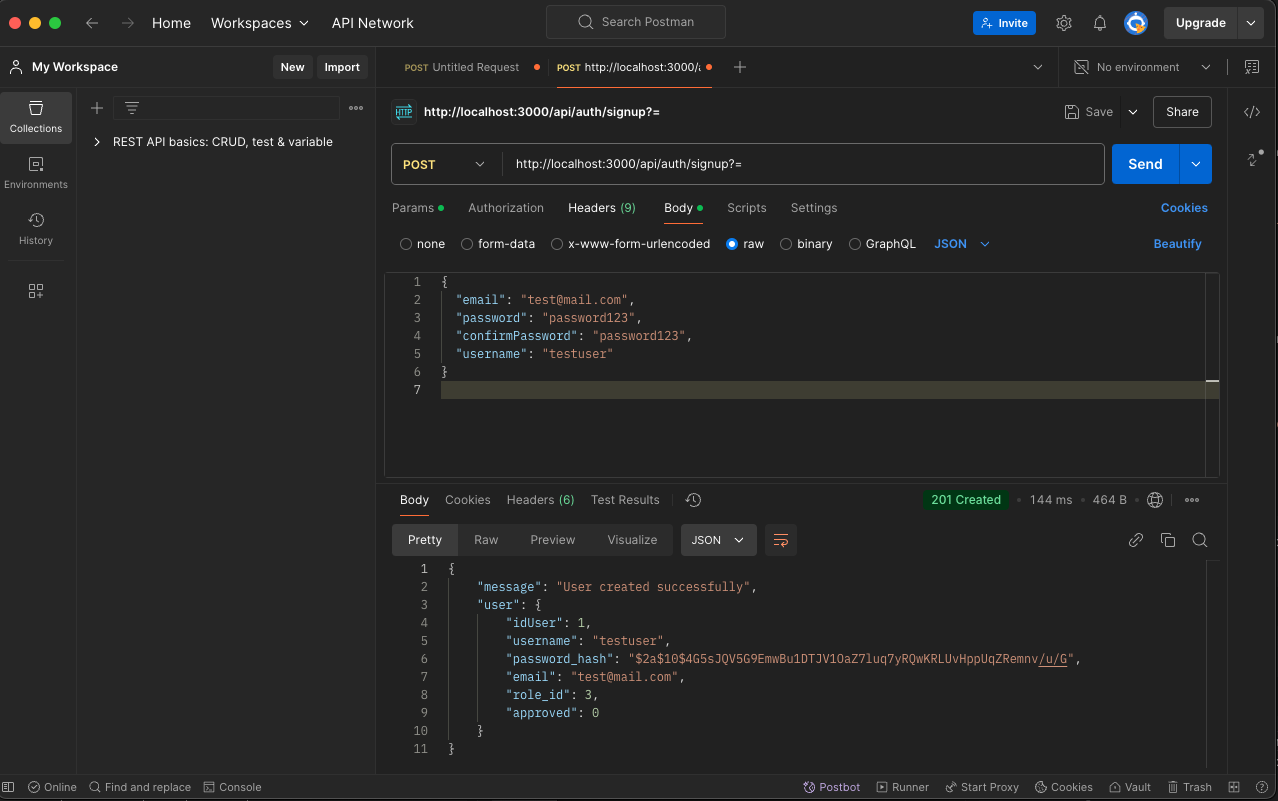 Home Workspaces API Network Search Postman Invite Upgrade
My Workspace New Import POST Untitled Request POST http://localhost:3000/a No environment
Collections
REST API basics: CRUD, test & variable
Environments
History
HTTP http://localhost:3000/api/auth/signup?= Save Share
POST http://localhost:3000/api/auth/signup?= Send
Params Authorization Headers (9) Body Scripts Settings Cookies
none form-data x-www-form-urlencoded raw binary GraphQL JSON Beautify
1 {
2 "email": "test@mail.com",
3 "password": "password123",
4 "confirmPassword": "password123",
5 "username": "testuser"
6 }
7
Body Cookies Headers (6) Test Results 201 Created 144 ms 464 B
Pretty Raw Preview Visualize JSON
1 {
2 "message": "User created successfully",
3 "user": {
4 "idUser": 1,
5 "username": "testuser",
6 "password_hash": "$2a$10$4G5sJQV5G9EmwBu1DTJV1OaZ7luq7yRQwKRLUvHppUqZRemnv/u/G",
7 "email": "test@mail.com",
8 "role_id": 3,
9 "approved": 0
10 }
11 }
Online Find and replace Console Postbot Runner Start Proxy Cookies Vault Trash